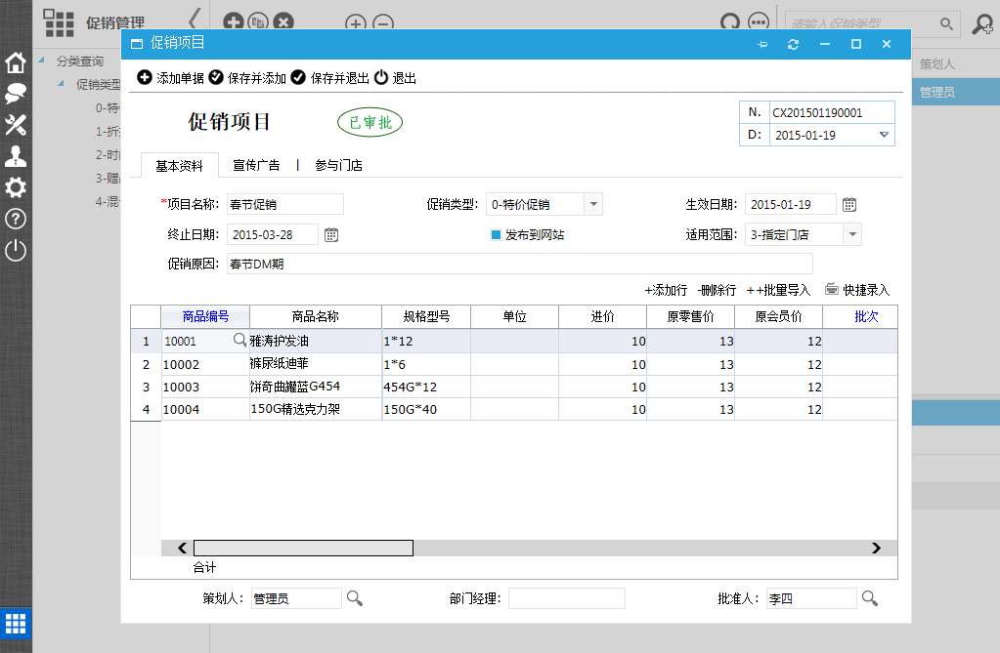 促销管理
请输入促销类型
分类查询
促销类型
0-特
1-折
2-时
3-赠
4-混
策划人
管理员
促销项目
添加单据 保存并添加 保存并退出 退出
促销项目
已审批
N. CX201501190001
D: 2015-01-19
基本资料 宣传广告 参与门店
*项目名称: 春节促销 促销类型: 0-特价促销 生效日期: 2015-01-19
终止日期: 2015-03-28 发布到网站 适用范围: 3-指定门店
促销原因: 春节DM期
+添加行 -删除行 ++批量导入 快捷录入
商品编号 商品名称 规格型号 单位 进价 原零售价 原会员价 批次
1 10001 雅涛护发油 1*12 10 13 12
2 10002 裤尿纸迪菲 1*6 10 13 12
3 10003 饼奇曲罐蓝G454 454G*12 10 13 12
4 10004 150G精选克力架 150G*40 10 13 12
合计
策划人: 管理员 部门经理: 批准人: 李四